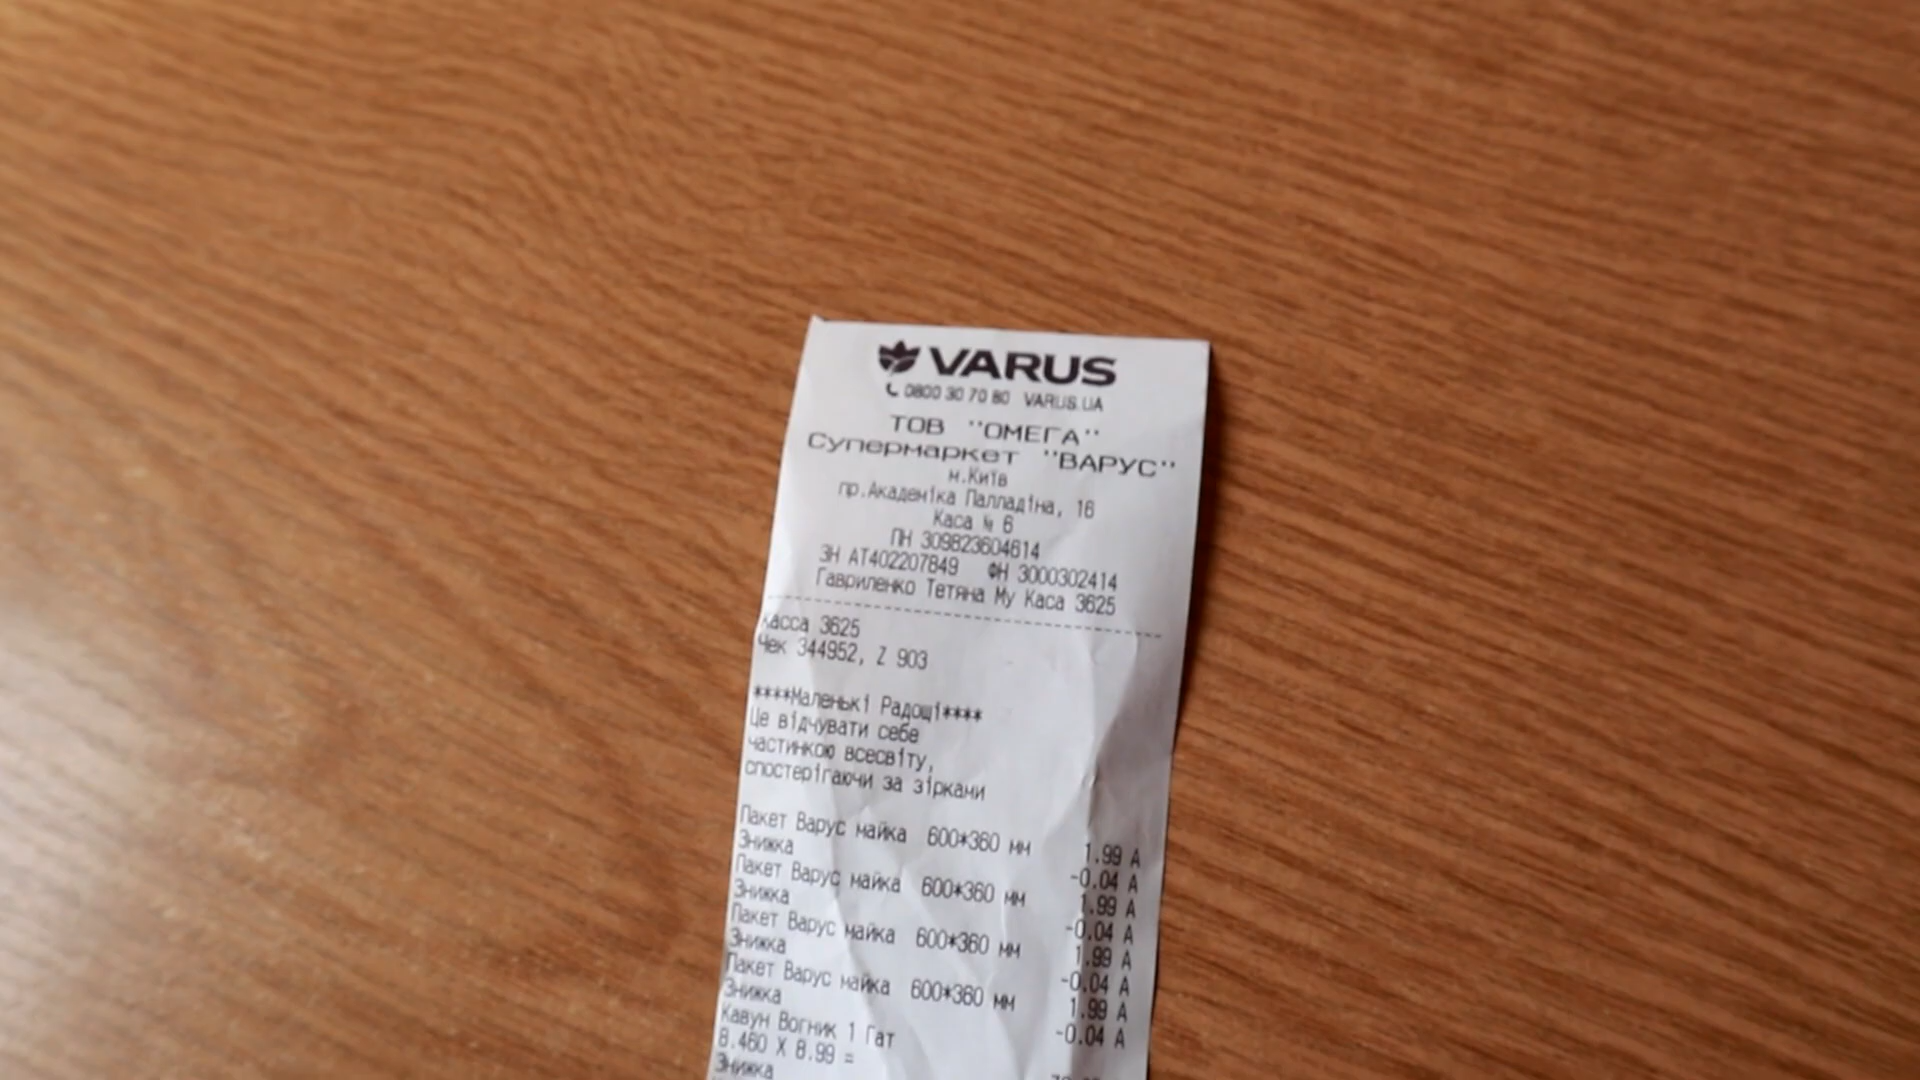 VARUS
0800 30 70 80 VARUS.UA
ТОВ "ОМЕГА"
Супермаркет "ВАРУС"
м.Київ
пр.Академіка Палладіна, 16
Каса № 6
ПН 309823604614
ЗН АТ402207849 ФН 3000302414
Гавриленко Тетяна Му Каса 3625
касса 3625
Чек 344952, Z 903
****Маленькі Радощі****
Це відчувати себе
частинкою всесвіту,
спостерігаючи за зірками
Пакет Варус майка 600*360 мм 1.99 А
Знижка -0.04 А
Пакет Варус майка 600*360 мм 1.99 А
Знижка -0.04 А
Пакет Варус майка 600*360 мм 1.99 А
Знижка -0.04 А
Пакет Варус майка 600*360 мм 1.99 А
Знижка -0.04 А
Кавун Вогник 1 Гат
8.460 X 8.99 =
Знижка